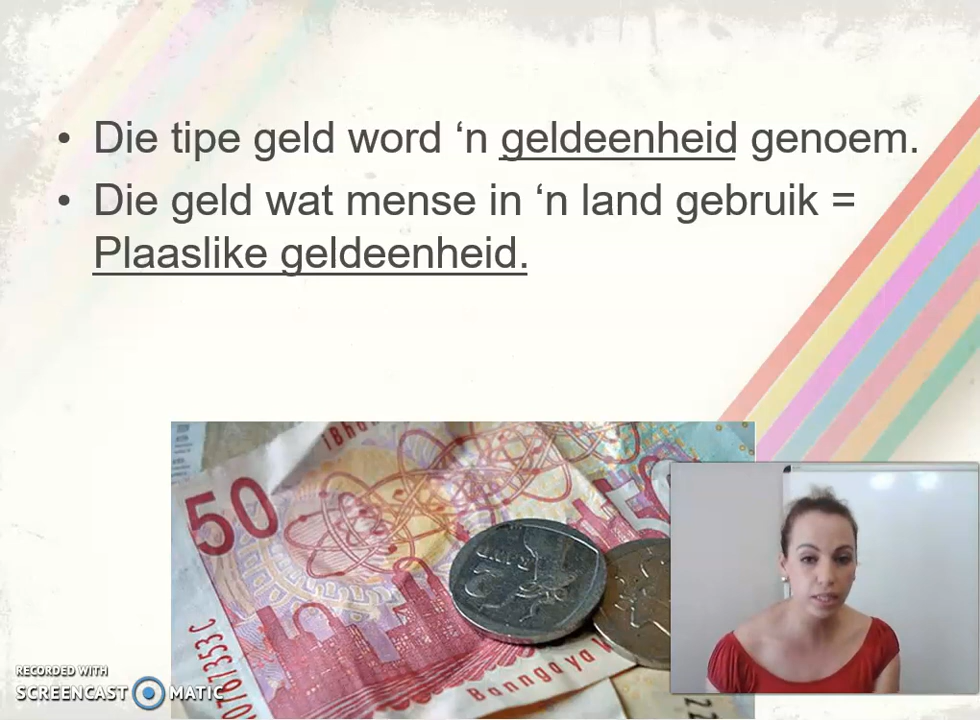 • Die tipe geld word ‘n geldeenheid genoem.
• Die geld wat mense in ‘n land gebruik =
Plaaslike geldeenheid.
50
Banngaya
RECORDED WITH
SCREENCAST MATIC